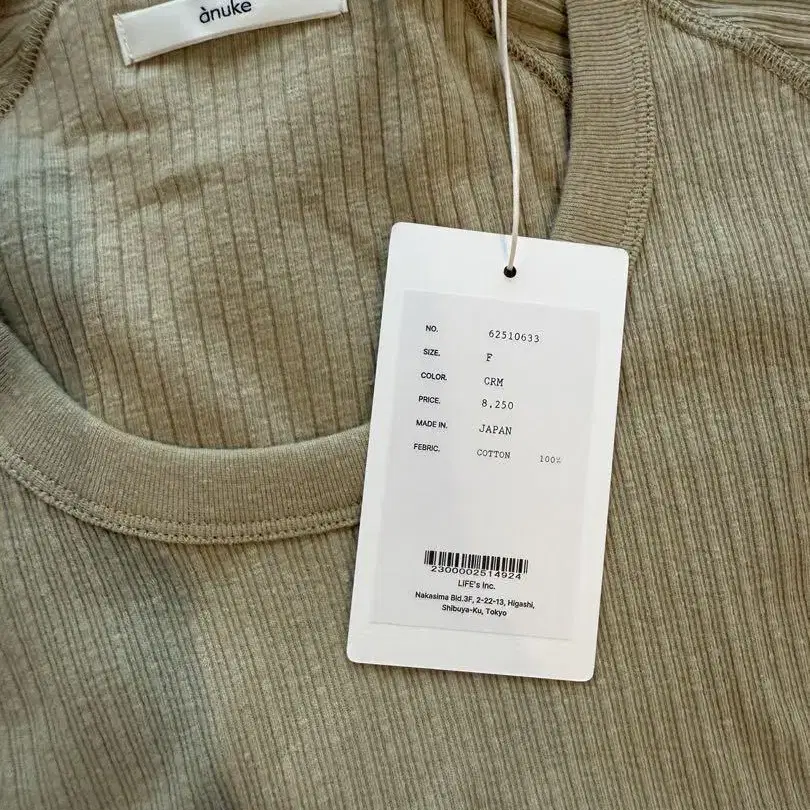 ànuke
NO. 62510633
SIZE. F
COLOR. CRM
PRICE. 8,250
MADE IN. JAPAN
FEBRIC. COTTON 100%
2300002514924
LIFE's Inc.
Nakasima Bld.3F, 2-22-13, Higashi,
Shibuya-Ku, Tokyo